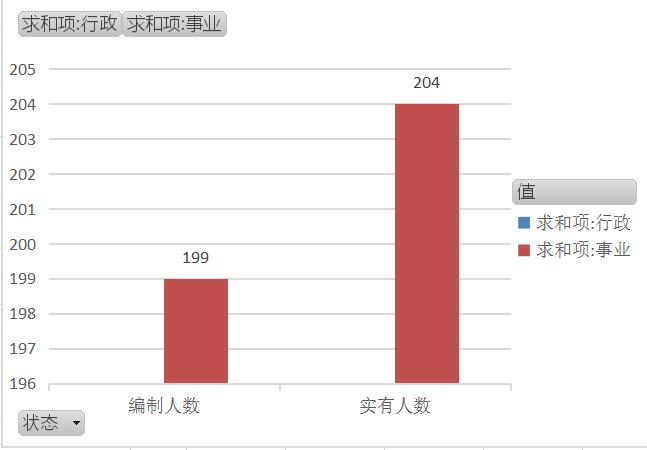 求和项:行政 求和项:事业
205
204
203
202
201
200
199
198
197
196
204
199
编制人数 实有人数
值
求和项:行政
求和项:事业
状态